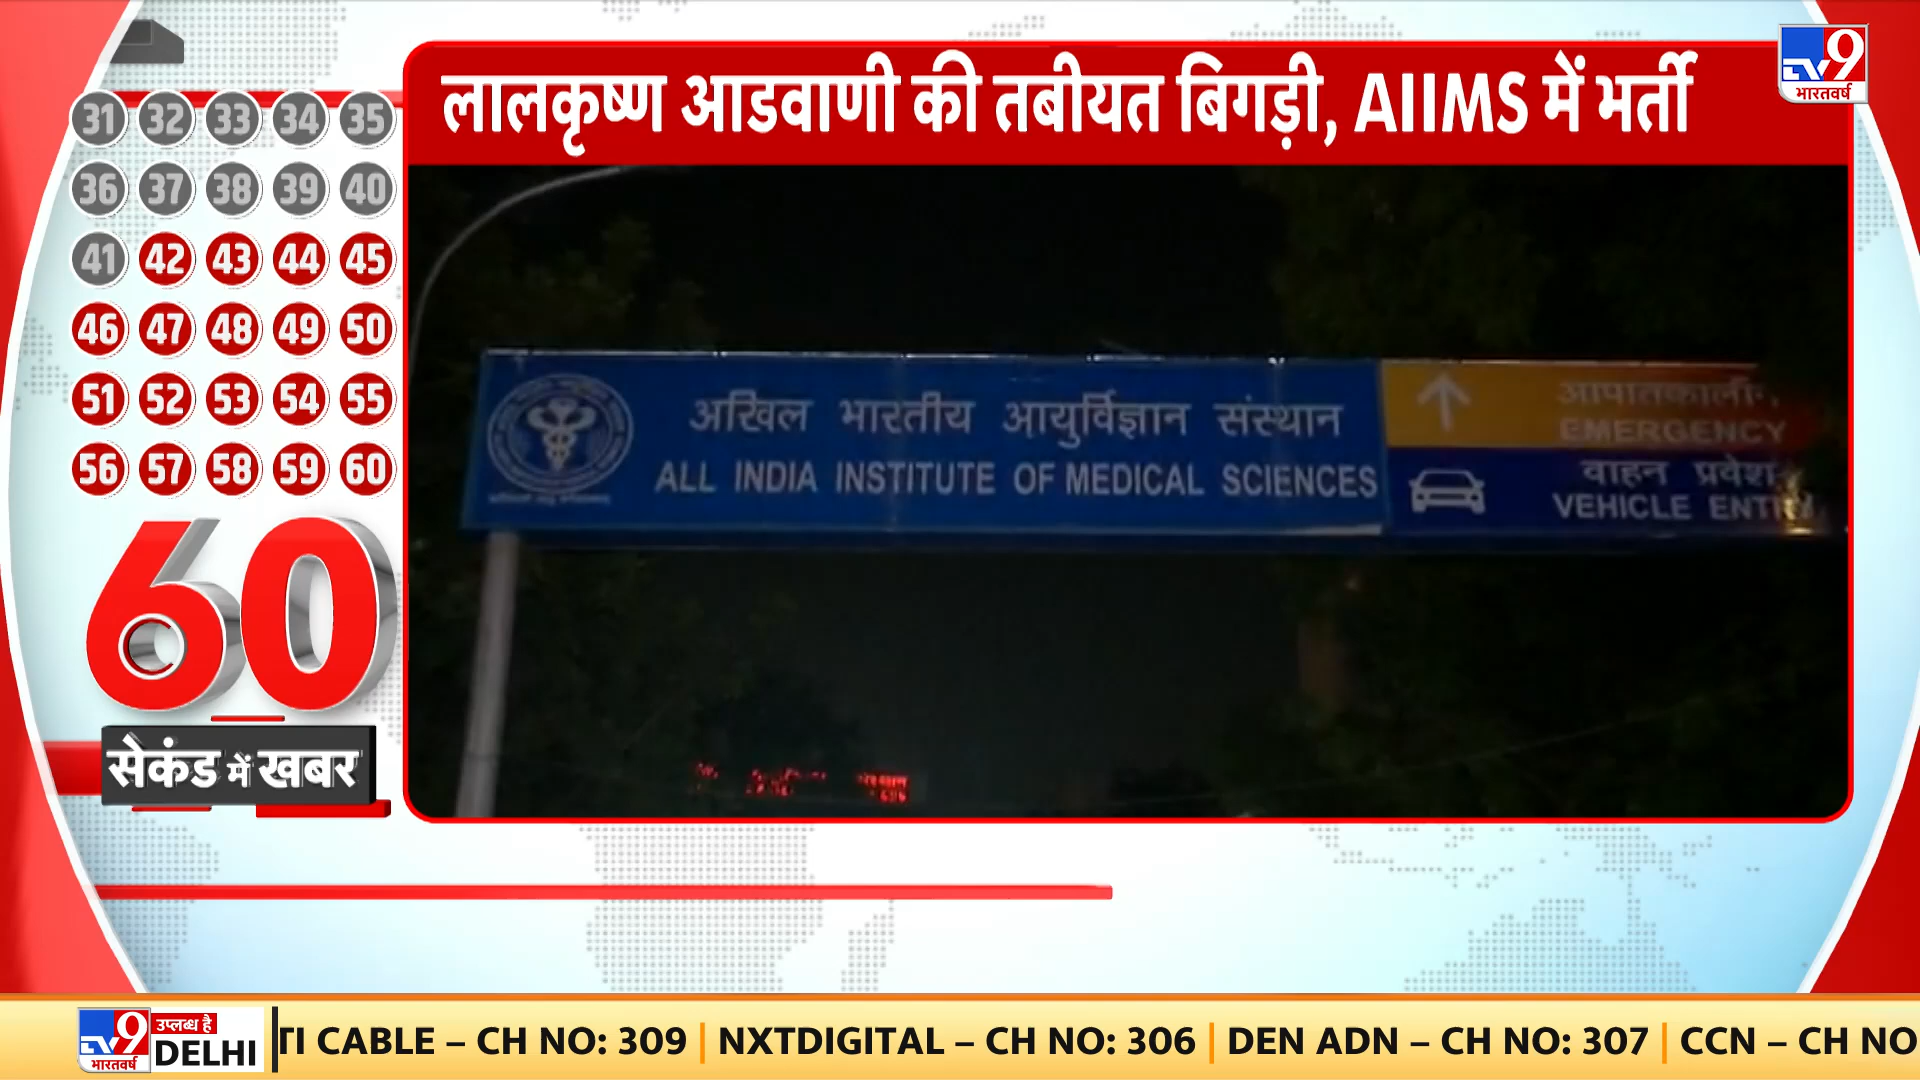 लालकृष्ण आडवाणी की तबीयत बिगड़ी, AIIMS में भर्ती
TV9
भारतवर्ष
31 32 33 34 35
36 37 38 39 40
41 42 43 44 45
46 47 48 49 50
51 52 53 54 55
56 57 58 59 60
60
सेकंड में खबर
अखिल भारतीय आयुर्विज्ञान संस्थान
ALL INDIA INSTITUTE OF MEDICAL SCIENCES
EMERGENCY
वाहन प्रवेश
VEHICLE ENTRY
TV9
भारतवर्ष
उप्लब्ध है
DELHI
TI CABLE – CH NO: 309 | NXTDIGITAL – CH NO: 306 | DEN ADN – CH NO: 307 | CCN – CH NO